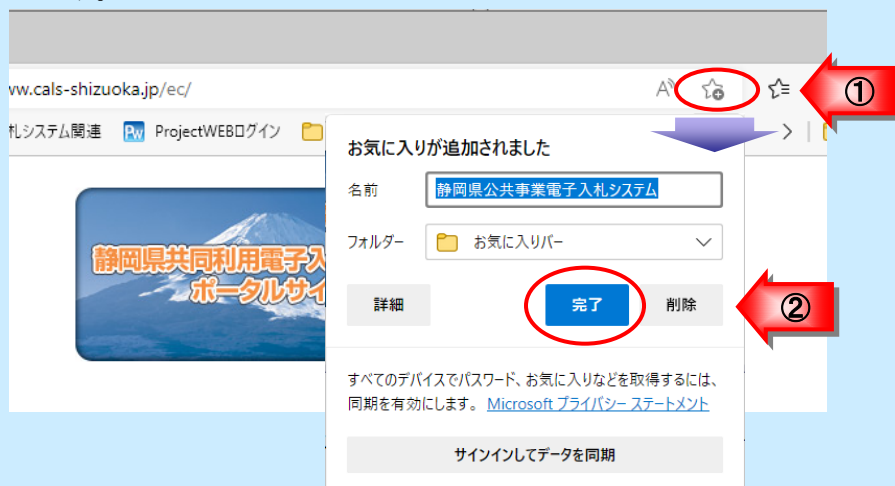 ww.cals-shizuoka.jp/ec/
①
札システム関連 ProjectWEBログイン
お気に入りが追加されました
名前 静岡県公共事業電子入札システム
フォルダー お気に入りバー
静岡県共同利用電子入
ポータルサイ
詳細 完了 削除
②
すべてのデバイスでパスワード、お気に入りなどを取得するには、
同期を有効にします。 Microsoft プライバシー ステートメント
サインインしてデータを同期